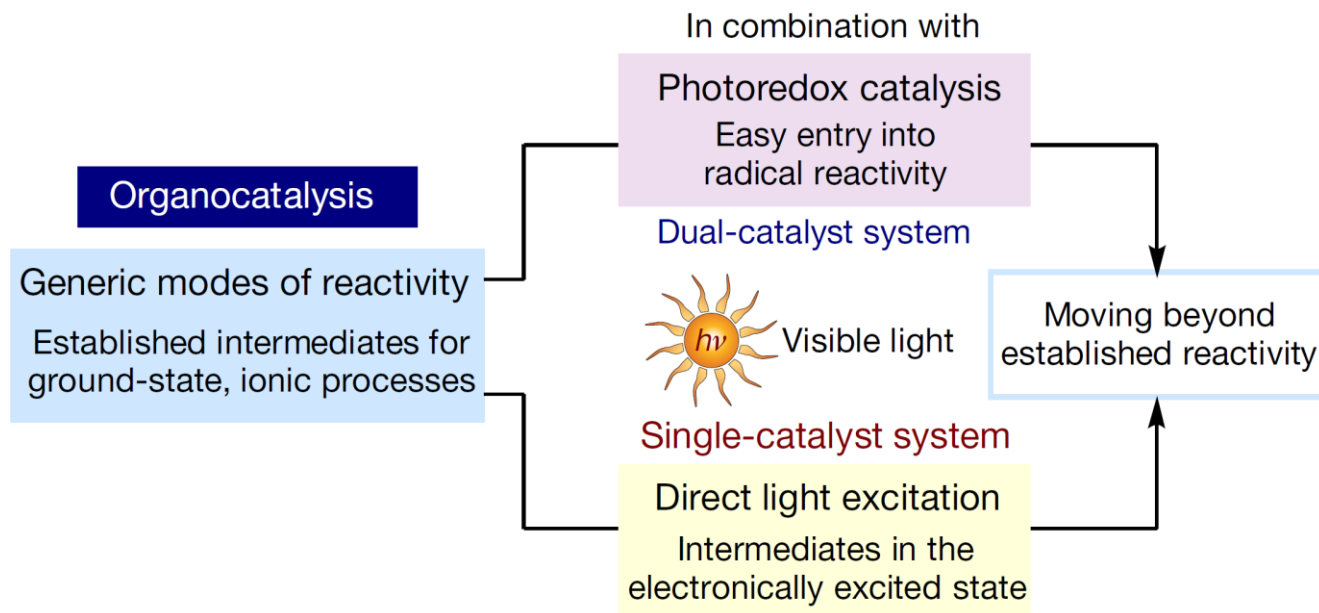 In combination with
Photoredox catalysis
Easy entry into
radical reactivity
Organocatalysis
Dual-catalyst system
Generic modes of reactivity
Established intermediates for
ground-state, ionic processes
hν
Visible light
Moving beyond
established reactivity
Single-catalyst system
Direct light excitation
Intermediates in the
electronically excited state